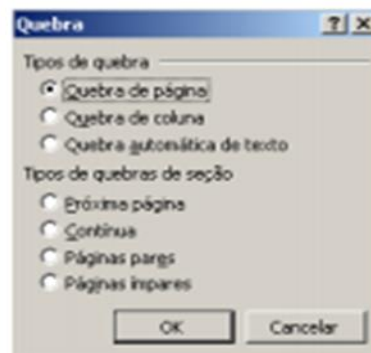 Quebra
Tipos de quebra
Quebra de página
Quebra de coluna
Quebra automática de texto
Tipos de quebras de seção
Próxima página
Contínua
Páginas pares
Páginas ímpares
OK Cancelar